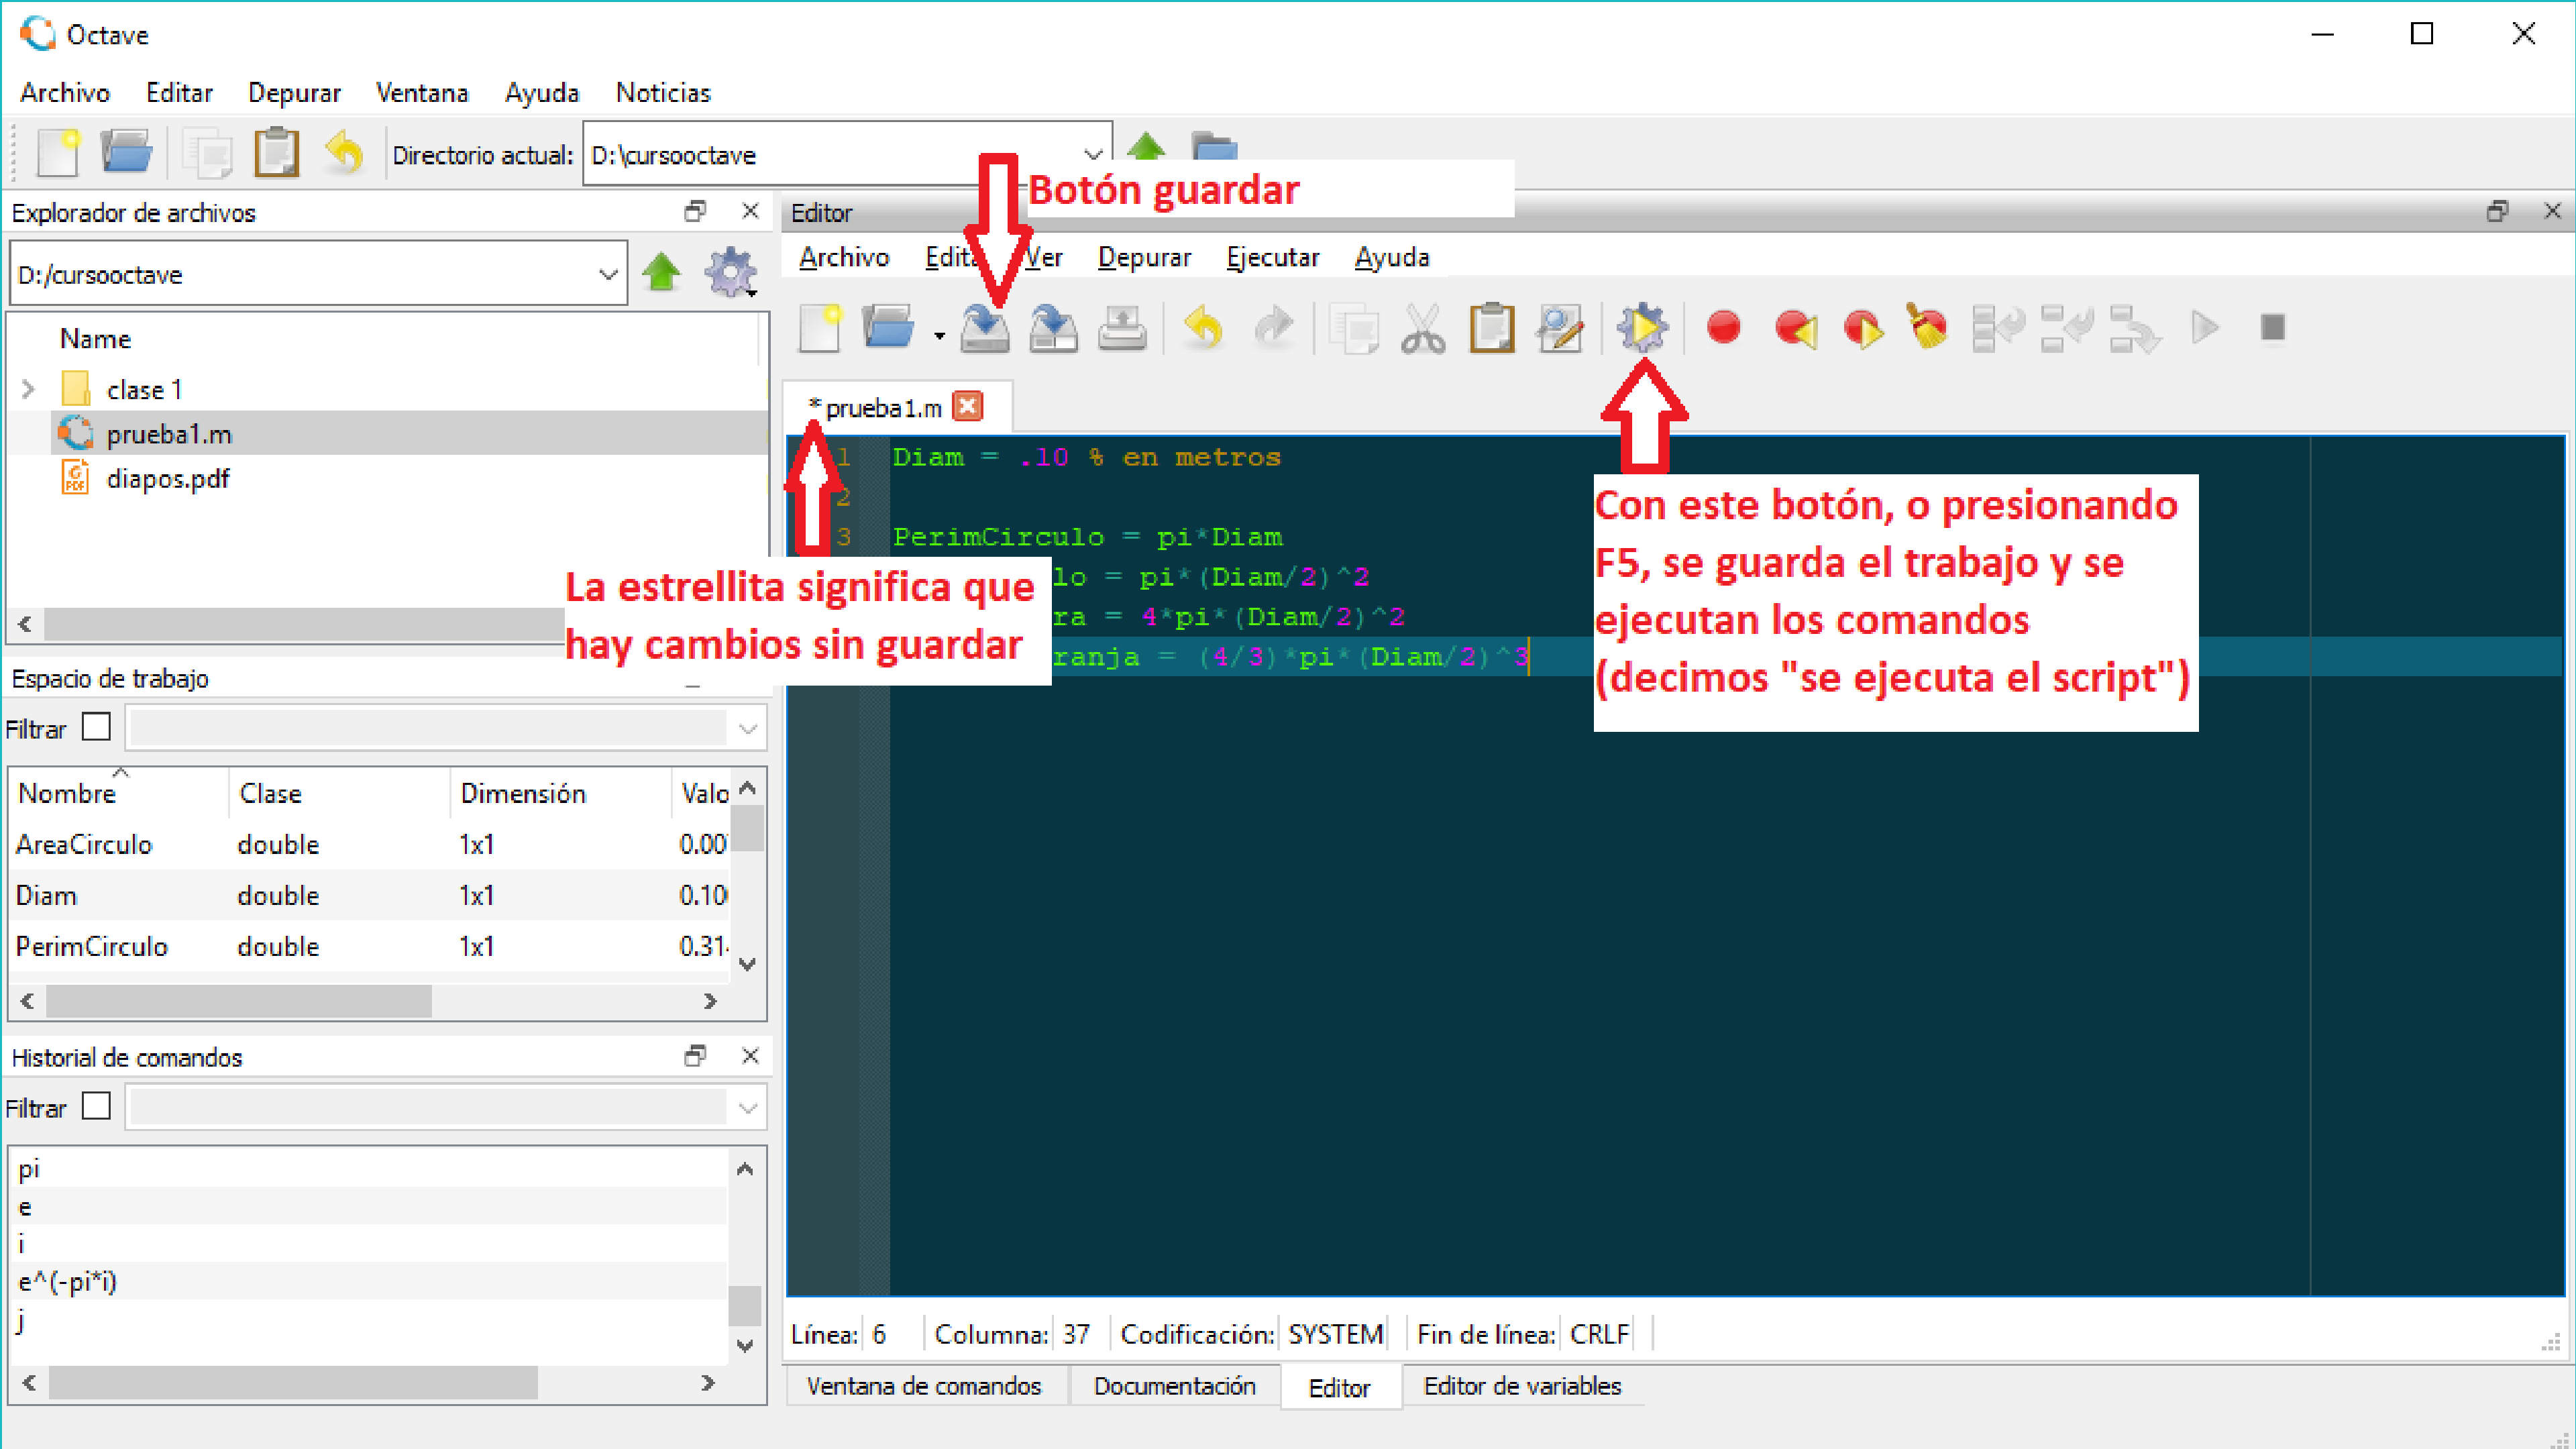 Octave
Archivo Editar Depurar Ventana Ayuda Noticias
Directorio actual: D:\cursooctave
Botón guardar
Explorador de archivos
D:/cursooctave
Name
clase 1
prueba1.m
diapos.pdf
Editor
Archivo Edita Ver Depurar Ejecutar Ayuda
* prueba1.m
1 Diam = .10 % en metros
2
3 PerimCirculo = pi*Diam
lo = pi*(Diam/2)^2
ra = 4*pi*(Diam/2)^2
ranja = (4/3)*pi*(Diam/2)^3
La estrellita significa que
hay cambios sin guardar
Con este botón, o presionando
F5, se guarda el trabajo y se
ejecutan los comandos
(decimos "se ejecuta el script")
Espacio de trabajo
Filtrar
Nombre Clase Dimensión Valo
AreaCirculo double 1x1 0.00
Diam double 1x1 0.10
PerimCirculo double 1x1 0.31
Historial de comandos
Filtrar
pi
e
i
e^(-pi*i)
j
Línea: 6 Columna: 37 Codificación: SYSTEM Fin de línea: CRLF
Ventana de comandos Documentación Editor Editor de variables